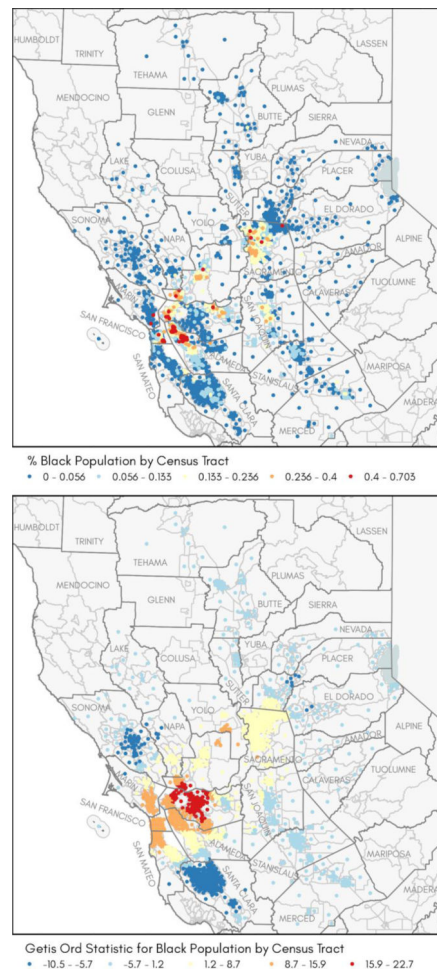 HUMBOLDT
TRINITY
LASSEN
TEHAMA
PLUMAS
MENDOCINO
GLENN
BUTTE
SIERRA
LAKE
COLUSA
YUBA
NEVADA
SUTTER
PLACER
SONOMA
NAPA
YOLO
EL DORADO
ALPINE
MARIN
SACRAMENTO
AMADOR
SAN FRANCISCO
CALAVERAS
TUOLUMNE
SAN JOAQUIN
SAN MATEO
ALAMEDA
STANISLAUS
SANTA CLARA
MARIPOSA
MERCED
MADERA
% Black Population by Census Tract
0 - 0.056 0.056 - 0.133 0.133 - 0.236 0.236 - 0.4 0.4 - 0.703
HUMBOLDT
TRINITY
LASSEN
TEHAMA
PLUMAS
MENDOCINO
GLENN
BUTTE
SIERRA
LAKE
COLUSA
YUBA
NEVADA
SUTTER
PLACER
SONOMA
NAPA
YOLO
EL DORADO
ALPINE
MARIN
SACRAMENTO
AMADOR
SAN FRANCISCO
CALAVERAS
TUOLUMNE
SAN JOAQUIN
SAN MATEO
ALAMEDA
STANISLAUS
SANTA CLARA
MARIPOSA
MERCED
MADERA
Getis Ord Statistic for Black Population by Census Tract
-10.5 - -5.7 -5.7 - 1.2 1.2 - 8.7 8.7 - 15.9 15.9 - 22.7